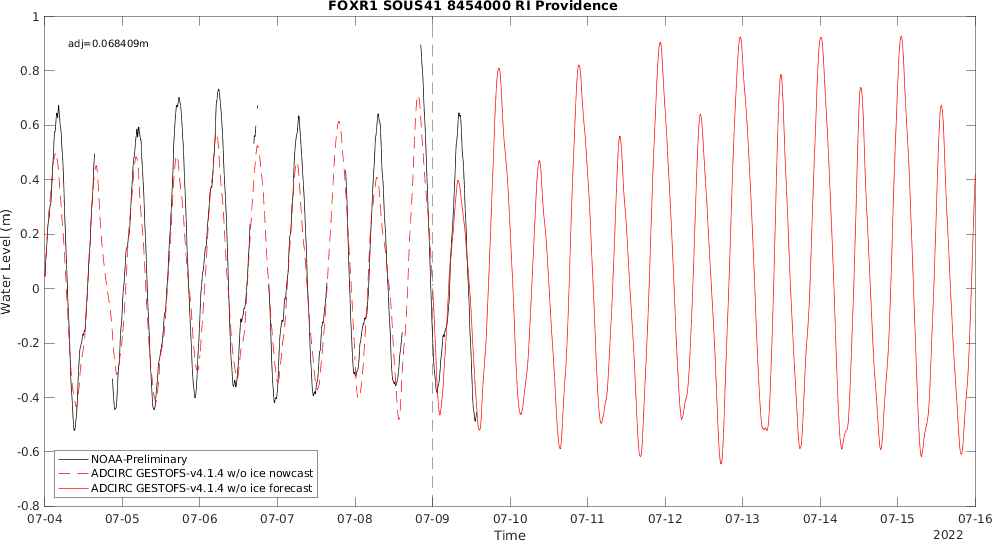 FOXR1 SOUS41 8454000 RI Providence
adj=0.068409m
Water Level (m)
1
0.8
0.6
0.4
0.2
0
-0.2
-0.4
-0.6
-0.8
NOAA-Preliminary
ADCIRC GESTOFS-v4.1.4 w/o ice nowcast
ADCIRC GESTOFS-v4.1.4 w/o ice forecast
07-04 07-05 07-06 07-07 07-08 07-09 07-10 07-11 07-12 07-13 07-14 07-15 07-16
Time
2022